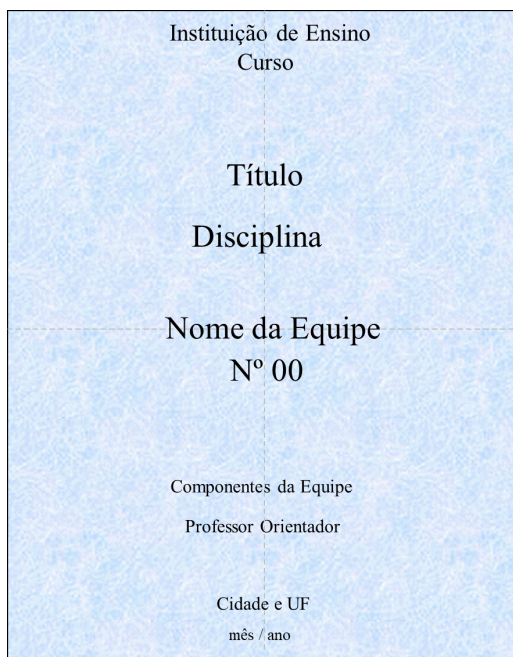 Instituição de Ensino
Curso
Título
Disciplina
Nome da Equipe
Nº 00
Componentes da Equipe
Professor Orientador
Cidade e UF
mês / ano